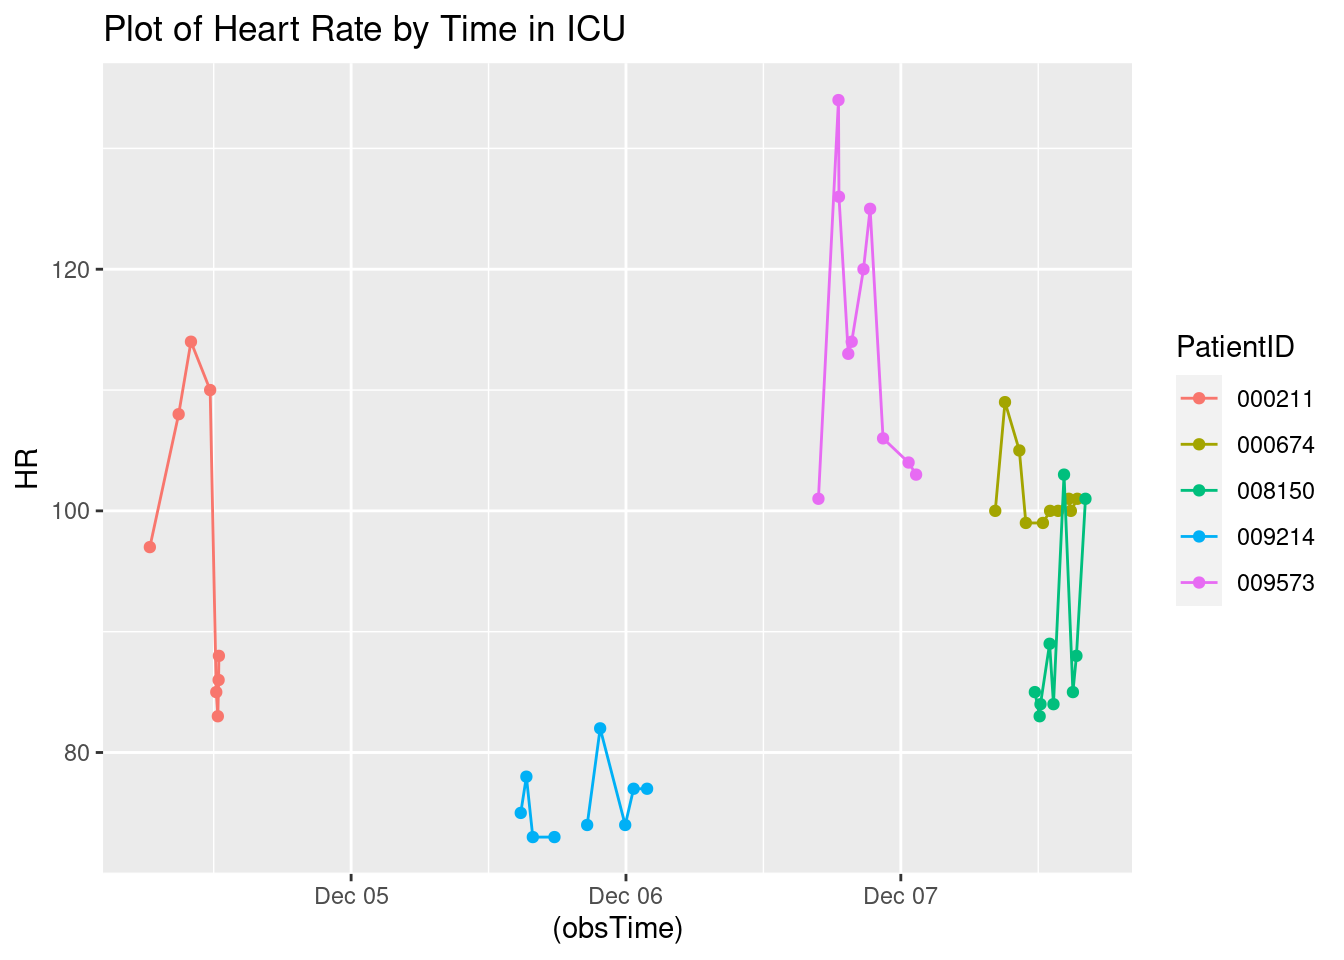 Plot of Heart Rate by Time in ICU
HR
120
100
80
Dec 05 Dec 06 Dec 07
(obsTime)
PatientID
000211
000674
008150
009214
009573